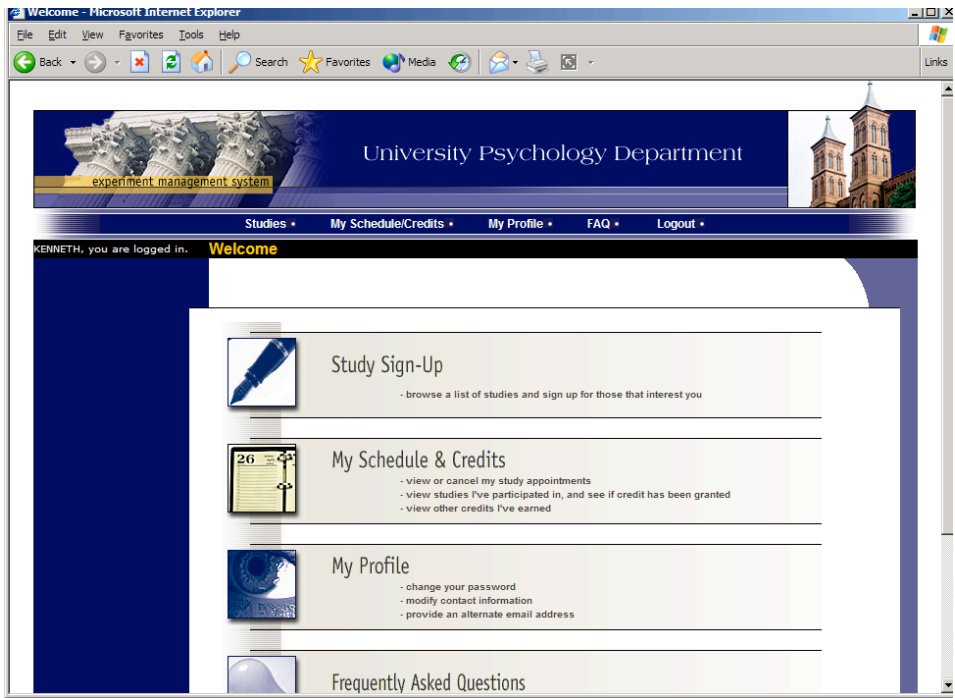 Welcome - Microsoft Internet Explorer
File Edit View Favorites Tools Help
Back Search Favorites Media Links
University Psychology Department
experiment management system
Studies My Schedule/Credits My Profile FAQ Logout
KENNETH, you are logged in. Welcome
Study Sign-Up
- browse a list of studies and sign up for those that interest you
26
My Schedule & Credits
- view or cancel my study appointments
- view studies I've participated in, and see if credit has been granted
- view other credits I've earned
My Profile
- change your password
- modify contact information
- provide an alternate email address
Frequently Asked Questions